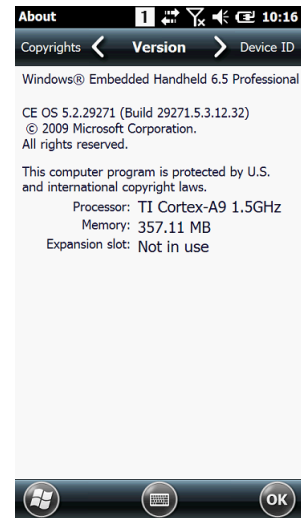 About 1 10:16
Copyrights Version Device ID
Windows® Embedded Handheld 6.5 Professional
CE OS 5.2.29271 (Build 29271.5.3.12.32)
© 2009 Microsoft Corporation.
All rights reserved.
This computer program is protected by U.S.
and international copyright laws.
Processor: TI Cortex-A9 1.5GHz
Memory: 357.11 MB
Expansion slot: Not in use
OK